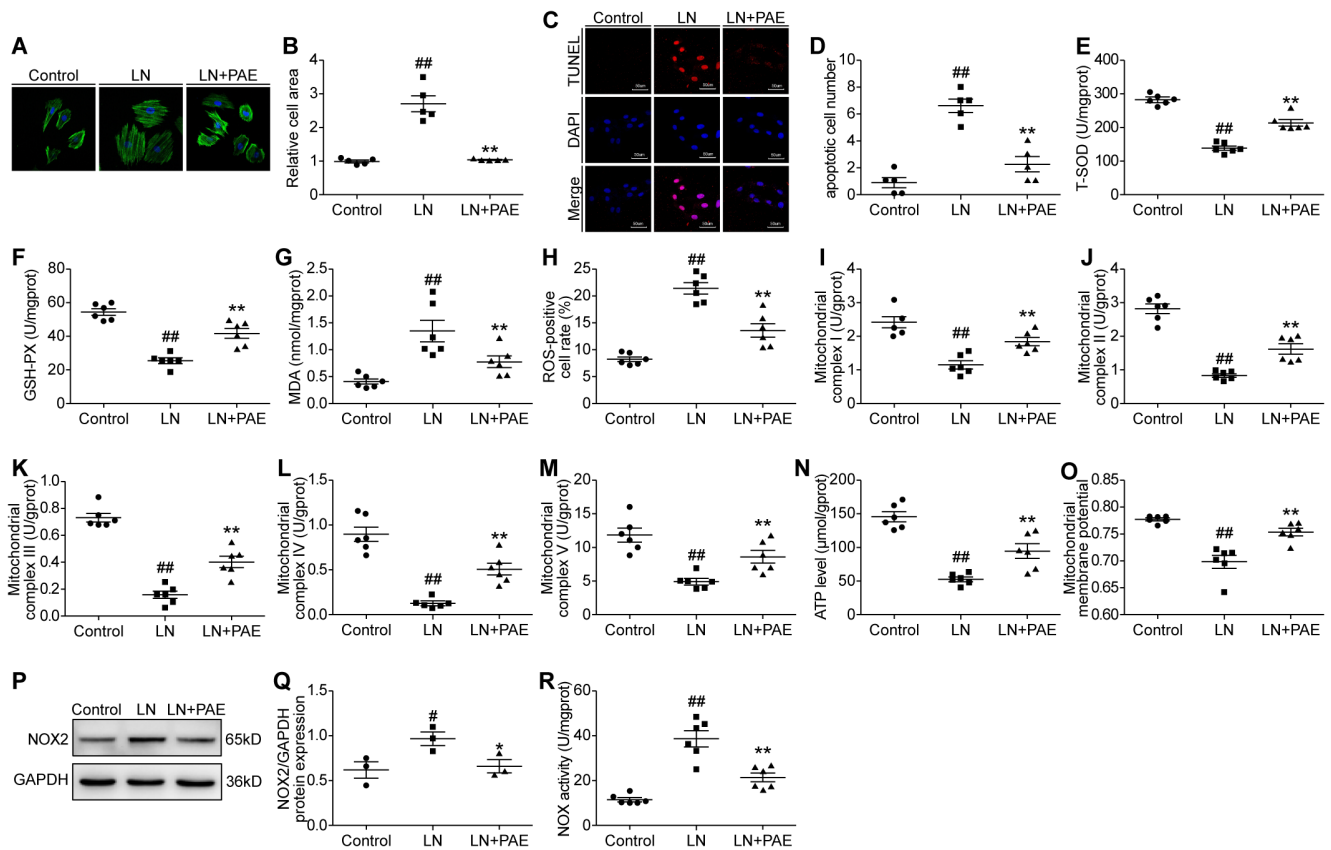 A
Control LN LN+PAE
B
Relative cell area
4
3
2
1
0
##
**
Control LN LN+PAE
C
Control LN LN+PAE
TUNEL
50um 50um 50um
DAPI
50um 50um 50um
Merge
50um 50um 50um
D
apoptotic cell number
10
8
6
4
2
0
##
**
Control LN LN+PAE
E
T-SOD (U/mgprot)
400
300
200
100
0
##
**
Control LN LN+PAE
F
GSH-PX (U/mgprot)
80
60
40
20
0
##
**
Control LN LN+PAE
G
MDA (nmol/mgprot)
2.5
2.0
1.5
1.0
0.5
0.0
##
**
Control LN LN+PAE
H
ROS-positive
cell rate (%)
25
20
15
10
5
0
##
**
Control LN LN+PAE
I
Mitochondrial
complex I (U/gprot)
4
3
2
1
0
##
**
Control LN LN+PAE
J
Mitochondrial
complex II (U/gprot)
4
3
2
1
0
##
**
Control LN LN+PAE
K
Mitochondrial
complex III (U/gprot)
1.0
0.8
0.6
0.4
0.2
0.0
##
**
Control LN LN+PAE
L
Mitochondrial
complex IV (U/gprot)
1.5
1.0
0.5
0.0
##
**
Control LN LN+PAE
M
Mitochondrial
complex V (U/gprot)
20
15
10
5
0
##
**
Control LN LN+PAE
N
ATP level (μmol/gprot)
200
150
100
50
0
##
**
Control LN LN+PAE
O
Mitochondrial
membrane potential
0.85
0.80
0.75
0.70
0.65
0.60
##
**
Control LN LN+PAE
P
Control LN LN+PAE
NOX2 65kD
GAPDH 36kD
Q
NOX2/GAPDH
protein expression
1.5
1.0
0.5
0.0
#
*
Control LN LN+PAE
R
NOX activity (U/mgprot)
60
40
20
0
##
**
Control LN LN+PAE